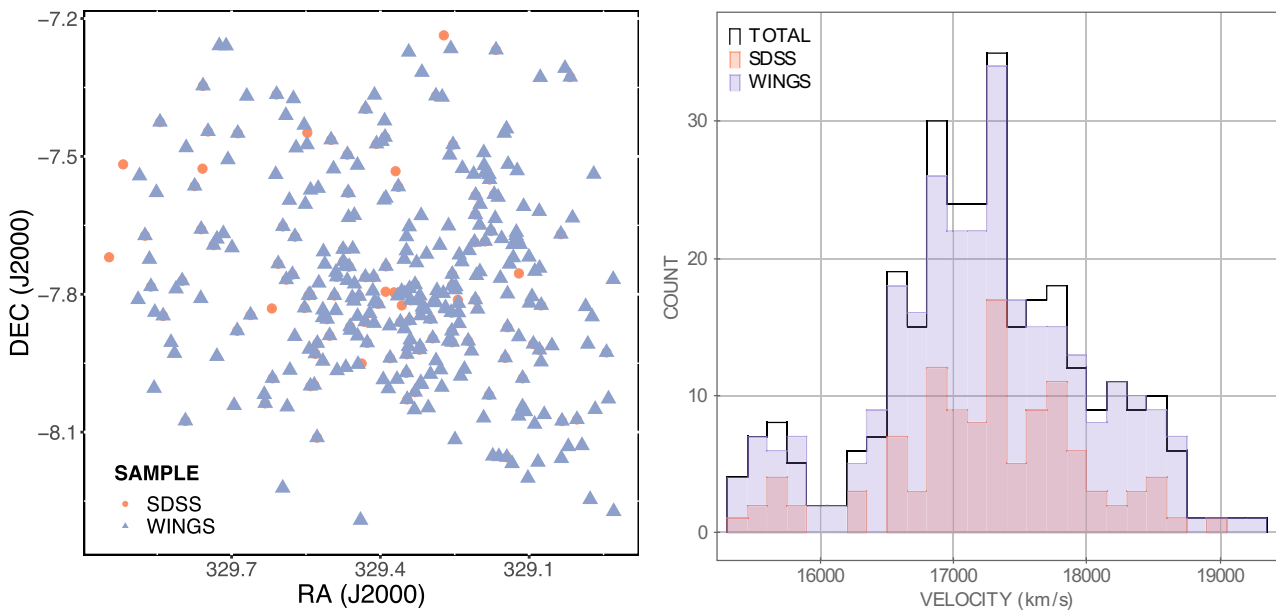 −7.2
−7.5
−7.8
−8.1
DEC (J2000)
SAMPLE
SDSS
WINGS
329.7
329.4
329.1
RA (J2000)
TOTAL
SDSS
WINGS
30
20
10
0
COUNT
16000
17000
18000
19000
VELOCITY (km/s)